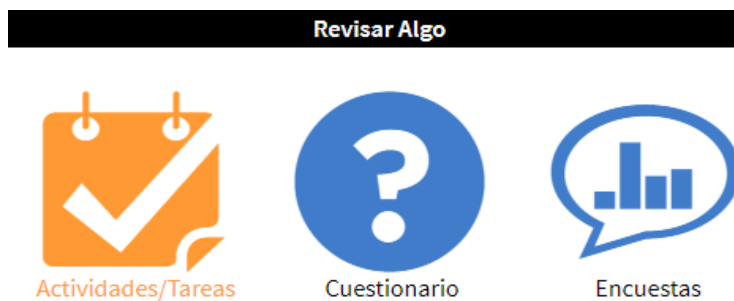 Revisar Algo
?
Actividades/Tareas
Cuestionario
Encuestas